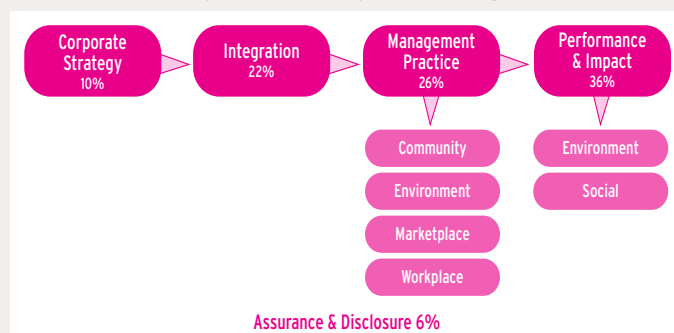 Corporate
Strategy
10%
Integration
22%
Management
Practice
26%
Performance
& Impact
36%
Community
Environment
Marketplace
Workplace
Environment
Social
Assurance & Disclosure 6%